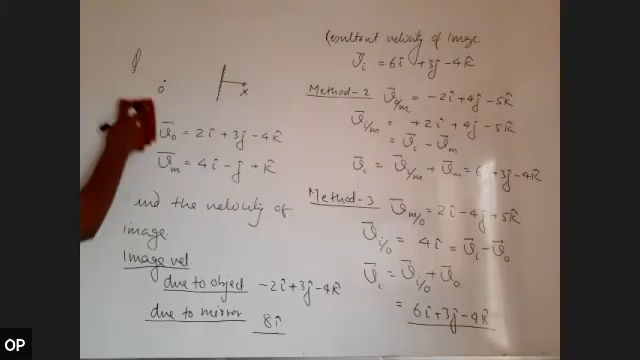 O
x
v̄ₒ = 2î + 3ĵ - 4k̂
v̄ₘ = 4î - ĵ + k̂
ind the velocity of
image
Image vel
due to object -2î+3ĵ-4k̂
due to mirror 8î
Resultant velocity of Image
v̄ᵢ = 6î + 3ĵ - 4k̂
Method-2 v̄ₒ/ₘ = -2î + 4ĵ - 5k̂
v̄ᵢ/ₘ = +2î + 4ĵ - 5k̂
= v̄ᵢ - v̄ₘ
v̄ᵢ = v̄ᵢ/ₘ + v̄ₘ = 6î+3ĵ-4k̂
Method-3 v̄ₘ/ₒ = 2î - 4ĵ + 5k̂
v̄ᵢ/ₒ = 4î = v̄ᵢ - v̄ₒ
v̄ᵢ = v̄ᵢ/ₒ + v̄ₒ
= 6î+3ĵ-4k̂
OP